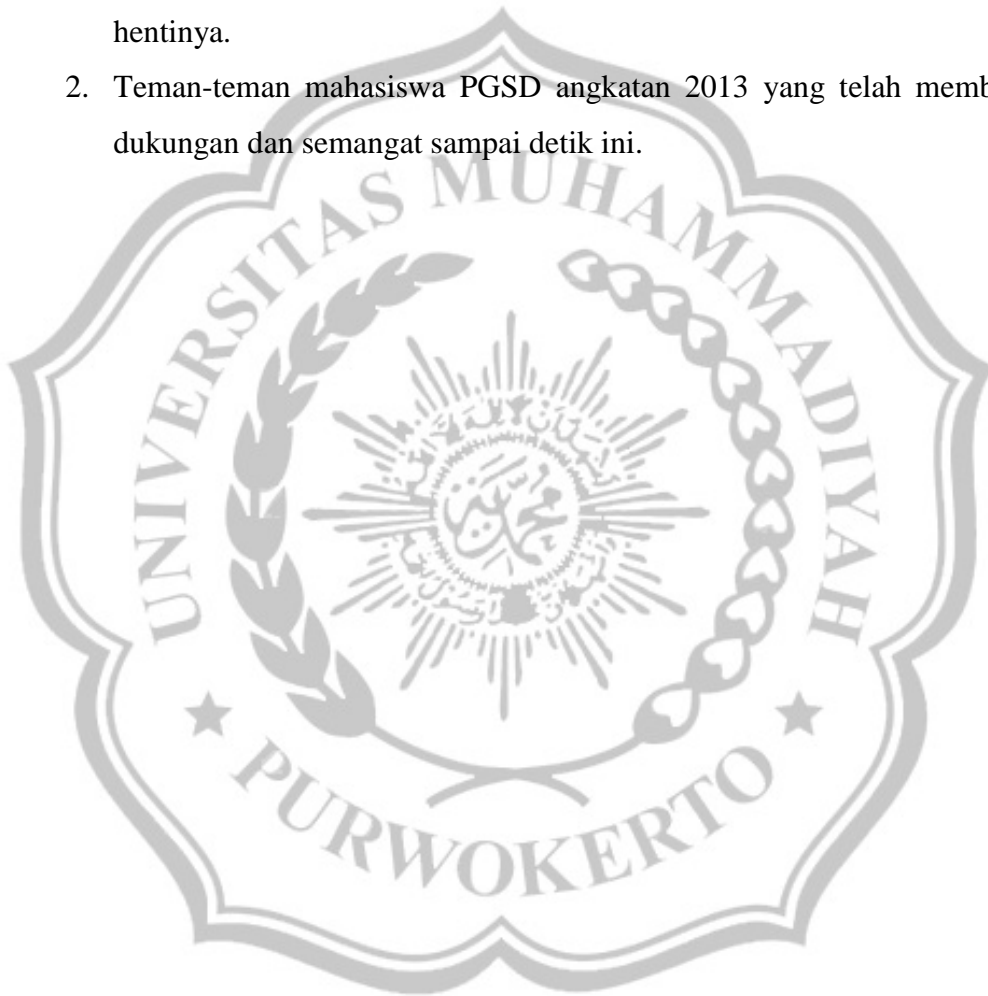 hentinya.
2. Teman-teman mahasiswa PGSD angkatan 2013 yang telah memb
dukungan dan semangat sampai detik ini.
UNIVERSITAS MUHAMMADIYAH
PURWOKERTO